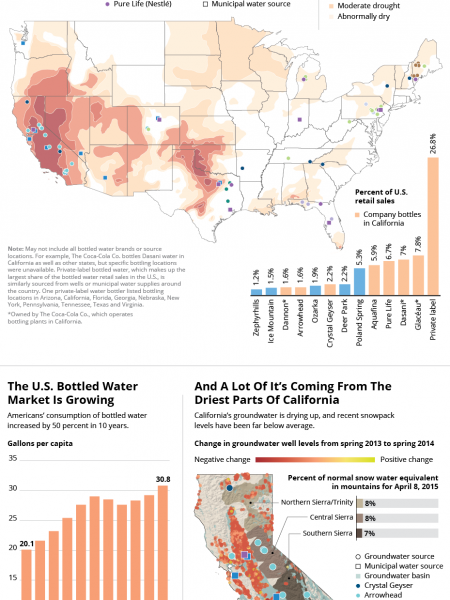 Pure Life (Nestlé)
Municipal water source
Moderate drought
Abnormally dry
Percent of U.S.
retail sales
Company bottles
in California
1.2%
1.2%
1.6%
1.6%
1.9%
2.2%
2.2%
5.3%
5.9%
6.7%
7%
7.8%
26.8%
Zephyrhills
Ice Mountain
Dannon*
Arrowhead
Ozarka
Crystal Geyser
Deer Park
Poland Spring
Aquafina
Pure Life
Dasani*
Glacéau*
Private label
Note: May not include all bottled water brands or source
locations. For example, The Coca-Cola Co. bottles Dasani water in
California as well as other states, but specific bottling locations
were unavailable. Private-label bottled water, which makes up the
largest share of the bottled water retail sales in the U.S., is
similarly sourced from wells or municipal water supplies around
the country. One private-label water bottler listed bottling
locations in Arizona, California, Florida, Georgia, Nebraska, New
York, Pennsylvania, Tennessee, Texas and Virginia.
*Owned by The Coca-Cola Co., which operates
bottling plants in California.
The U.S. Bottled Water
Market Is Growing
Americans' consumption of bottled water
increased by 50 percent in 10 years.
Gallons per capita
35
30
25
20
15
20.1
30.8
And A Lot Of It's Coming From The
Driest Parts Of California
California's groundwater is drying up, and recent snowpack
levels have been far below average.
Change in groundwater well levels from spring 2013 to spring 2014
Negative change
Positive change
Percent of normal snow water equivalent
in mountains for April 8, 2015
Northern Sierra/Trinity
8%
Central Sierra
8%
Southern Sierra
7%
Groundwater source
Municipal water source
Groundwater basin
Crystal Geyser
Arrowhead